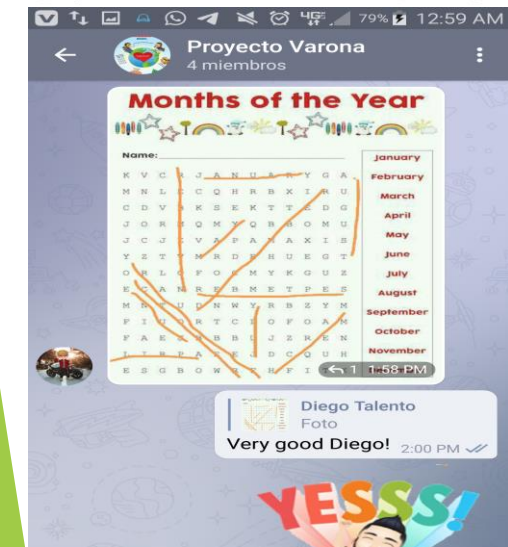 79% 12:59 AM
Proyecto Varona
4 miembros
Months of the Year
Name:
K V C J A N U A R Y G A
M N L C Q H R B X I R U
C D V K S E K T T E D G
J O R Q M Y Q B O M U
J C J V A P A A X I S
Y Z T M R D H U E G T
O R L F O M Y K G U Z
E C A N R E B M E T P E S
M N T U D N W Y R B Z Y M
F I U O R T C E O F O A M
F A E B B U J Z R E N
L I R P A E J D C Q U H
E S G B O W R H F I
January
February
March
April
May
June
July
August
September
October
November
1 1:58 PM
Diego Talento
Foto
Very good Diego! 2:00 PM
YESSS!